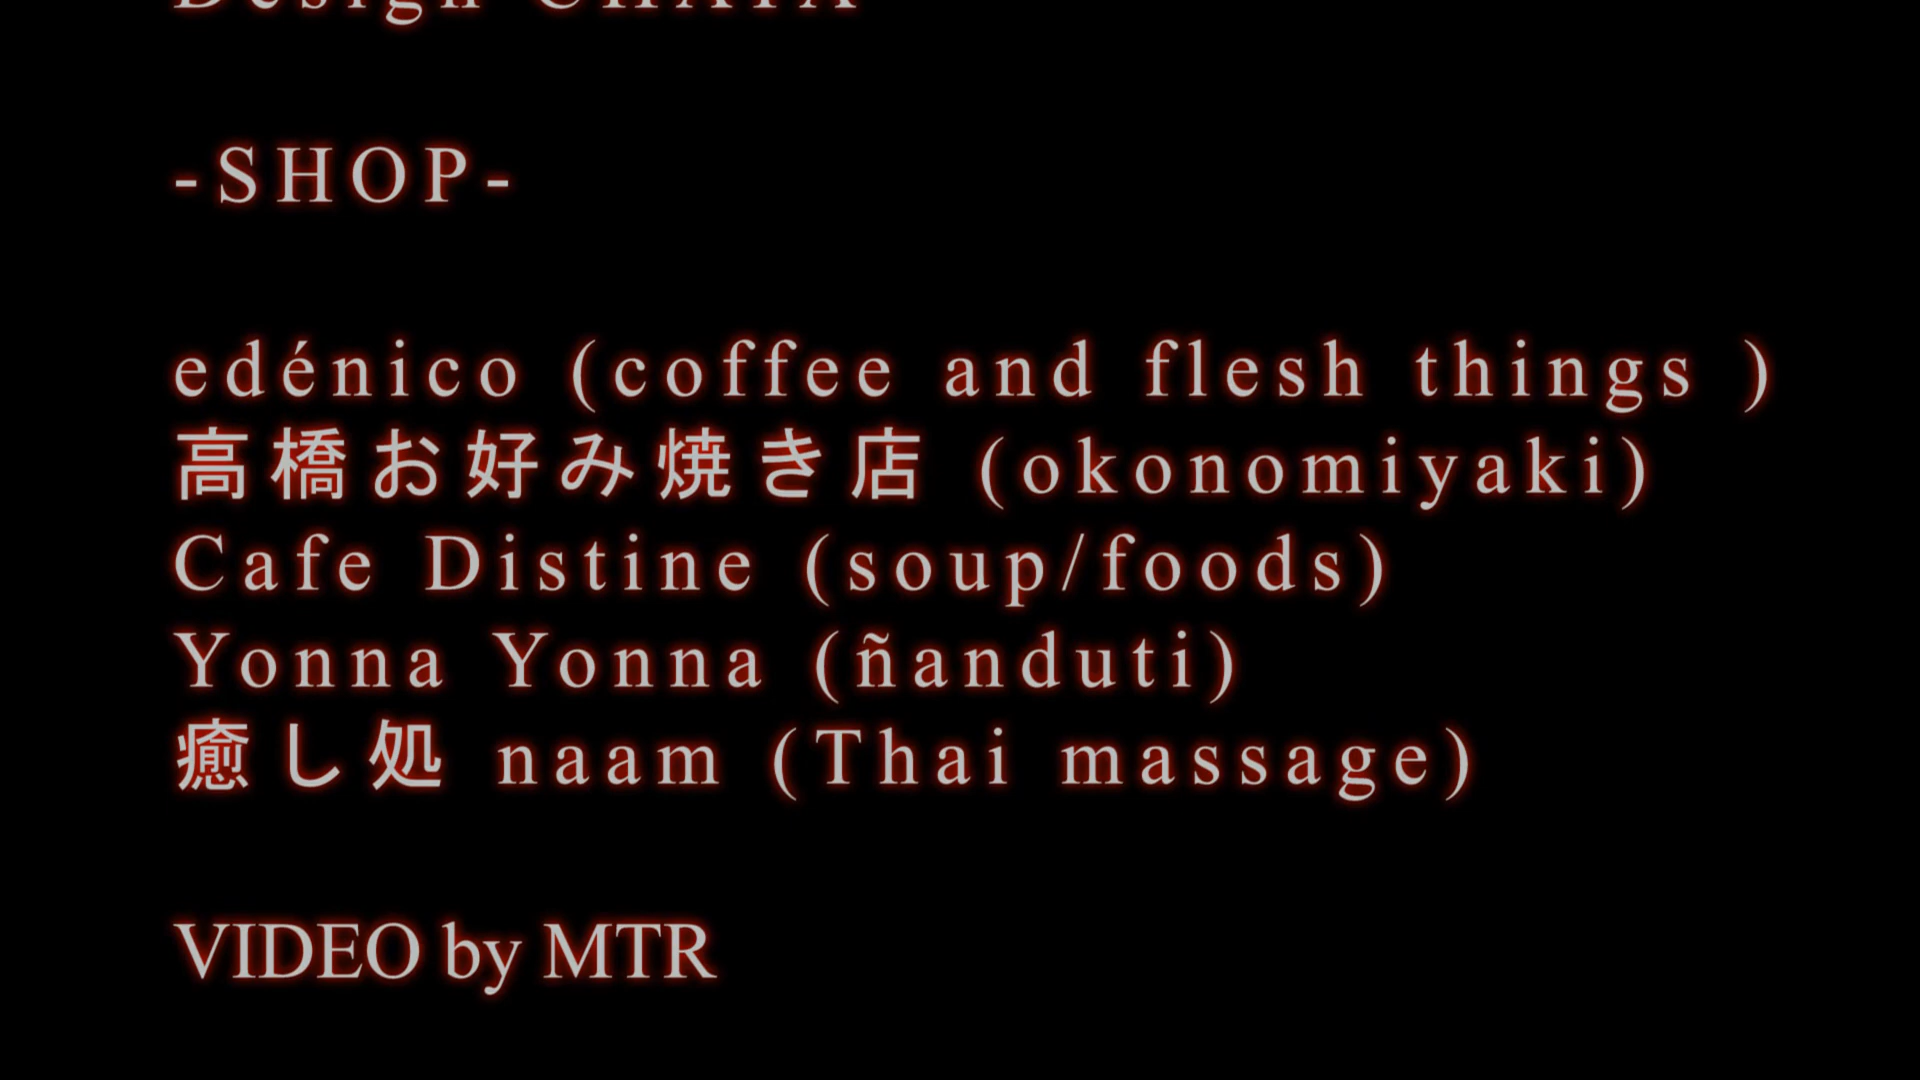 Design
-SHOP-
edénico (coffee and flesh things )
高橋お好み焼き店 (okonomiyaki)
Cafe Distine (soup/foods)
Yonna Yonna (ñanduti)
癒し処 naam (Thai massage)
VIDEO by MTR